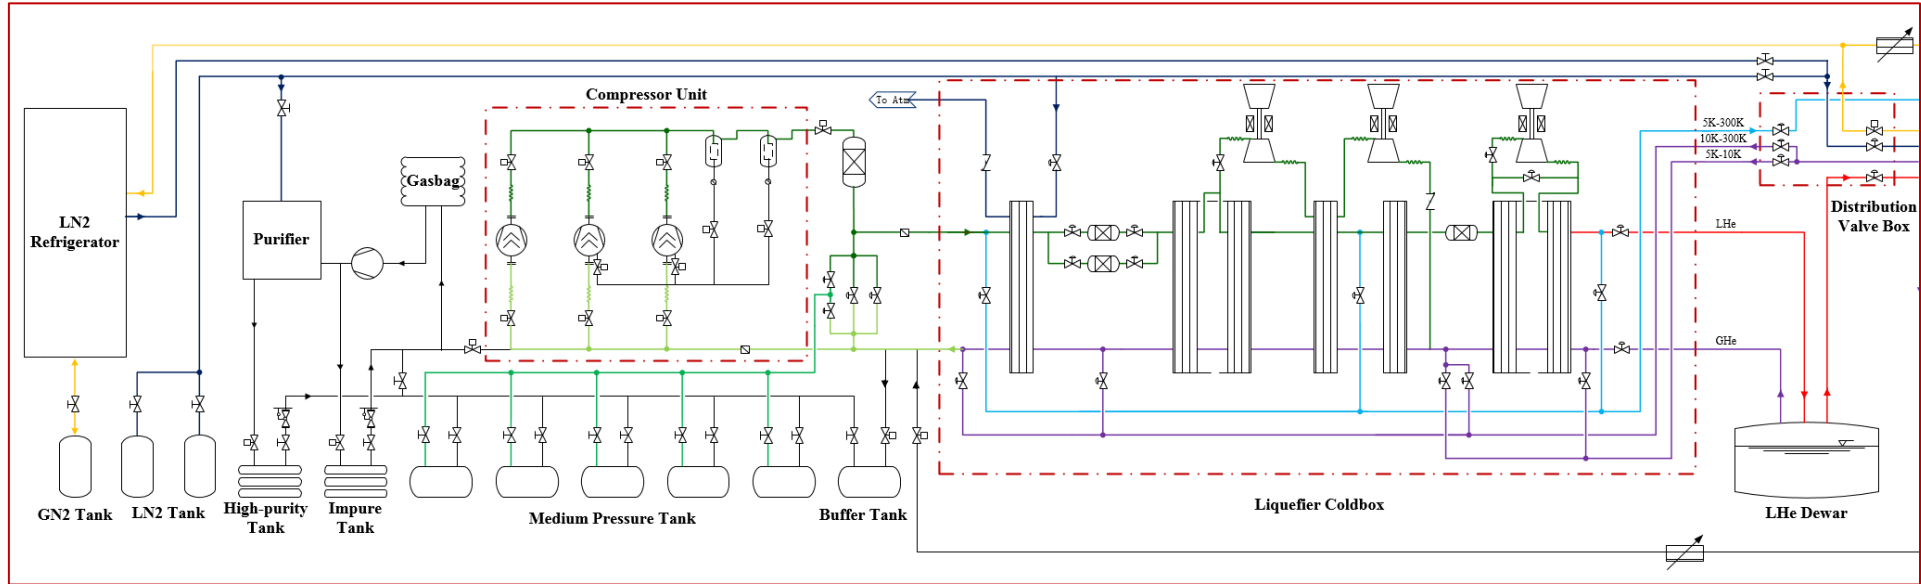 Compressor Unit
To Atm
5K-300K
10K-300K
5K-10K
Gasbag
LN2
Refrigerator
Purifier
Distribution
Valve Box
LHe
GHe
GN2 Tank
LN2 Tank
High-purity
Tank
Impure
Tank
Medium Pressure Tank
Buffer Tank
Liquefier Coldbox
LHe Dewar